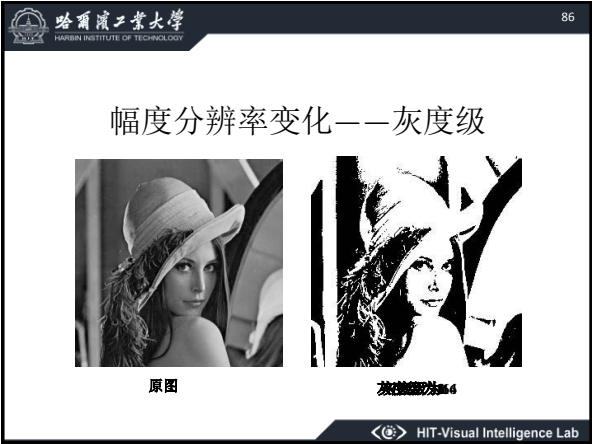 哈爾濱工業大學
HARBIN INSTITUTE OF TECHNOLOGY
86
幅度分辨率变化——灰度级
原图
HIT-Visual Intelligence Lab